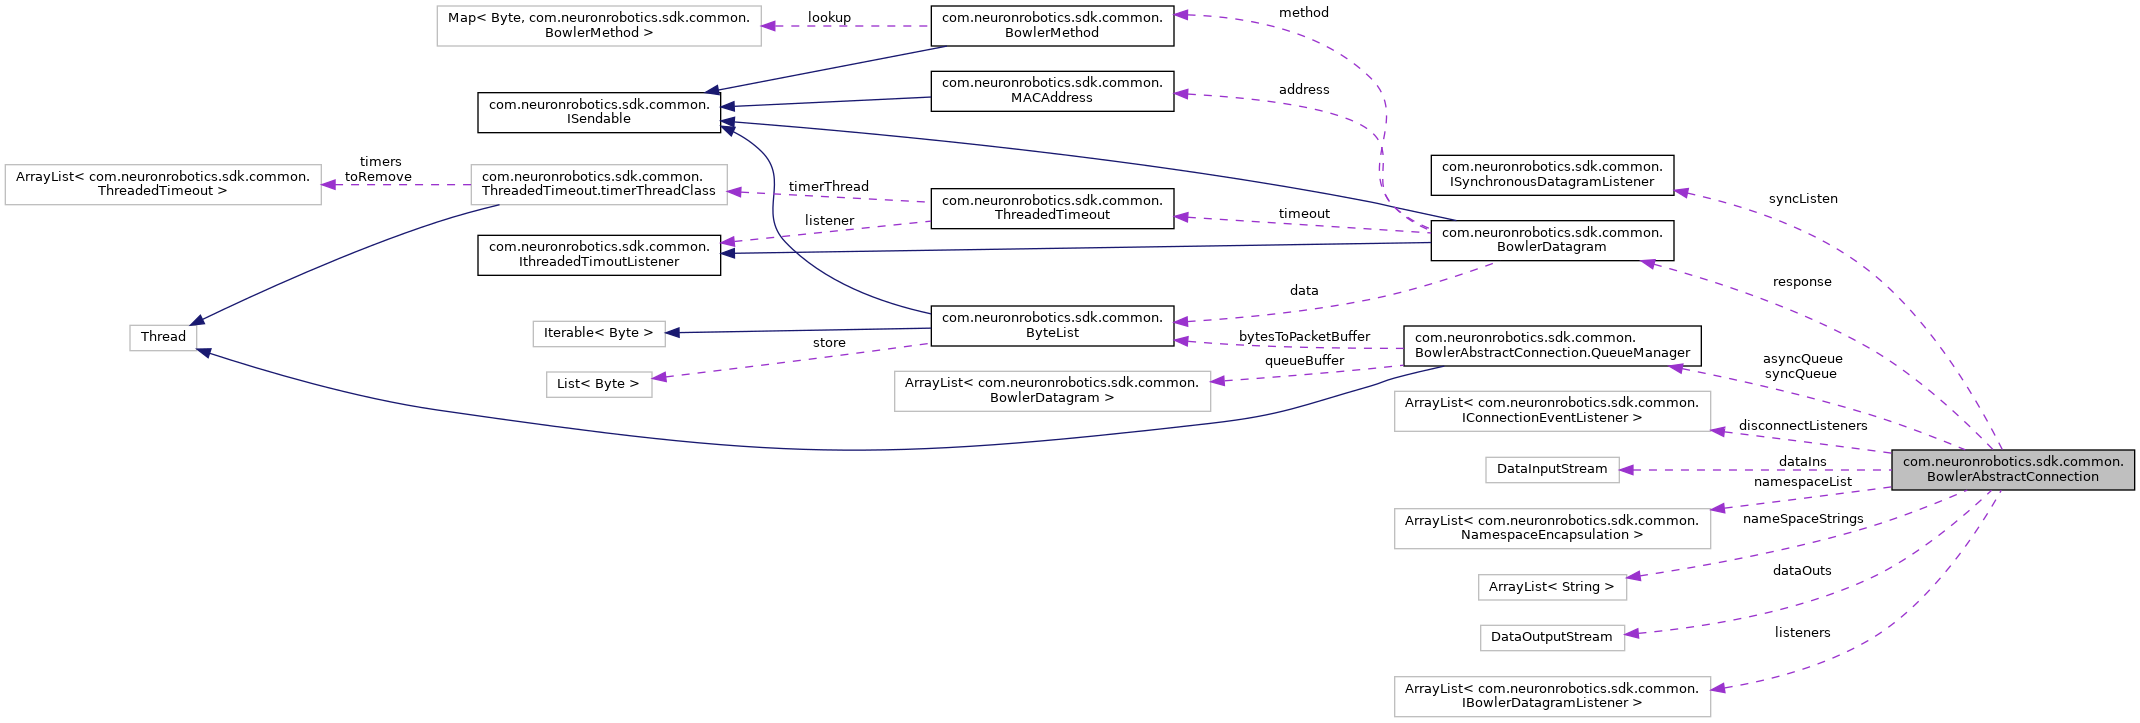 Map< Byte, com.neuronrobotics.sdk.common.
BowlerMethod >
lookup
com.neuronrobotics.sdk.common.
BowlerMethod
method
com.neuronrobotics.sdk.common.
MACAddress
address
com.neuronrobotics.sdk.common.
ISendable
ArrayList< com.neuronrobotics.sdk.common.
ThreadedTimeout >
timers
toRemove
com.neuronrobotics.sdk.common.
ThreadedTimeout.timerThreadClass
timerThread
com.neuronrobotics.sdk.common.
ThreadedTimeout
timeout
com.neuronrobotics.sdk.common.
ISynchronousDatagramListener
syncListen
listener
com.neuronrobotics.sdk.common.
IthreadedTimoutListener
com.neuronrobotics.sdk.common.
BowlerDatagram
response
data
Thread
Iterable< Byte >
com.neuronrobotics.sdk.common.
ByteList
store
List< Byte >
bytesToPacketBuffer
queueBuffer
com.neuronrobotics.sdk.common.
BowlerAbstractConnection.QueueManager
asyncQueue
syncQueue
ArrayList< com.neuronrobotics.sdk.common.
BowlerDatagram >
ArrayList< com.neuronrobotics.sdk.common.
IConnectionEventListener >
disconnectListeners
DataInputStream
dataIns
com.neuronrobotics.sdk.common.
BowlerAbstractConnection
namespaceList
ArrayList< com.neuronrobotics.sdk.common.
NamespaceEncapsulation >
nameSpaceStrings
ArrayList< String >
dataOuts
DataOutputStream
listeners
ArrayList< com.neuronrobotics.sdk.common.
IBowlerDatagramListener >